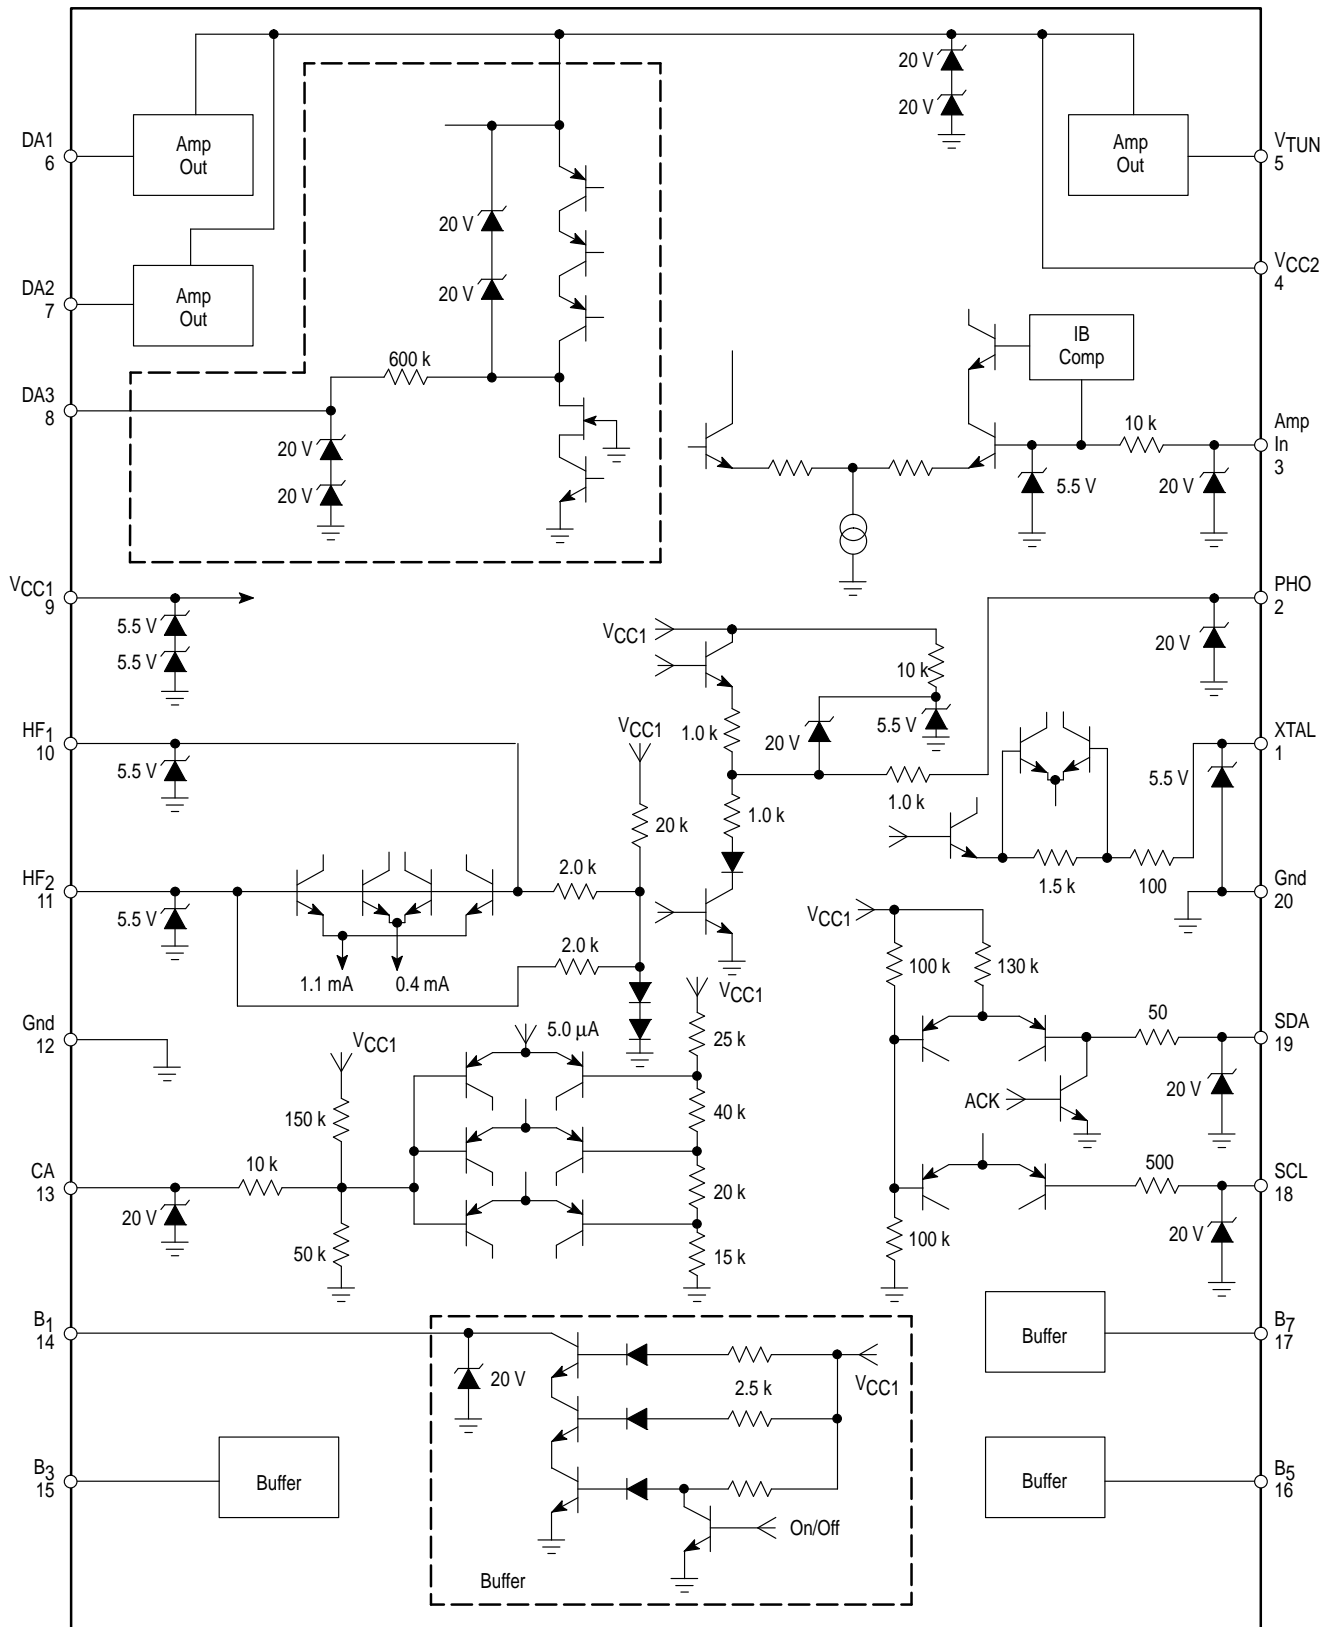 DA1
6
Amp
Out
DA2
7
Amp
Out
DA3
8
600 k
20 V
20 V
20 V
20 V
20 V
20 V
Amp
Out
VTUN
5
VCC2
4
IB
Comp
Amp
In
3
10 k
5.5 V
20 V
VCC1
9
5.5 V
5.5 V
PHO
2
20 V
VCC1
10 k
1.0 k
20 V
5.5 V
1.0 k
1.0 k
HF1
10
5.5 V
VCC1
20 k
XTAL
1
5.5 V
1.5 k
100
HF2
11
5.5 V
2.0 k
2.0 k
1.1 mA
0.4 mA
Gnd
20
VCC1
100 k
130 k
Gnd
12
VCC1
5.0 µA
VCC1
25 k
40 k
20 k
15 k
50
SDA
19
20 V
ACK
150 k
10 k
CA
13
20 V
50 k
500
SCL
18
20 V
100 k
B1
14
20 V
2.5 k
VCC1
On/Off
Buffer
Buffer
B7
17
B3
15
Buffer
Buffer
B5
16